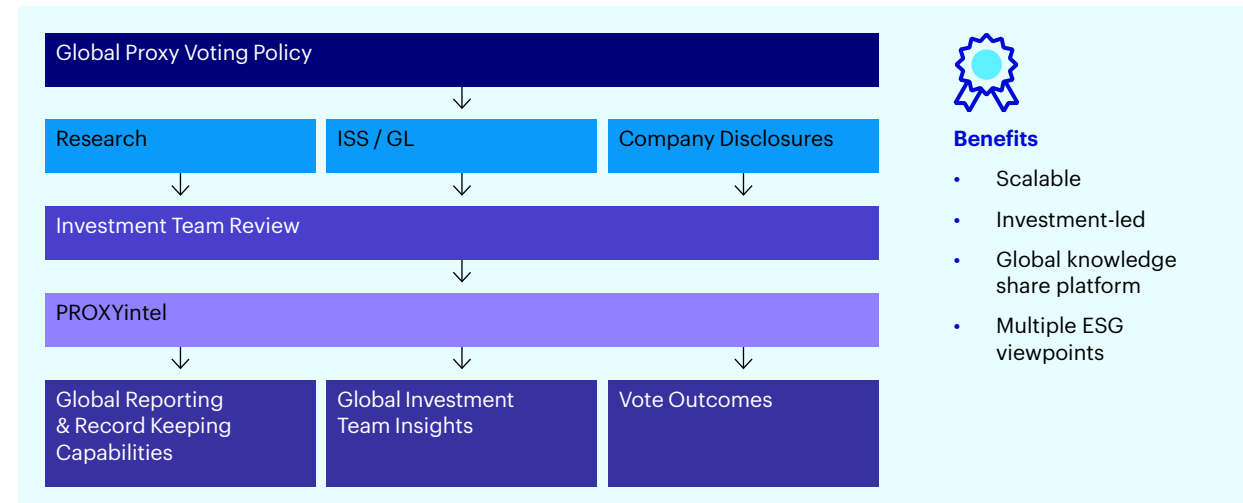 Global Proxy Voting Policy
Research
ISS / GL
Company Disclosures
Investment Team Review
PROXYintel
Global Reporting
& Record Keeping
Capabilities
Global Investment
Team Insights
Vote Outcomes
Benefits
• Scalable
• Investment-led
• Global knowledge
share platform
• Multiple ESG
viewpoints